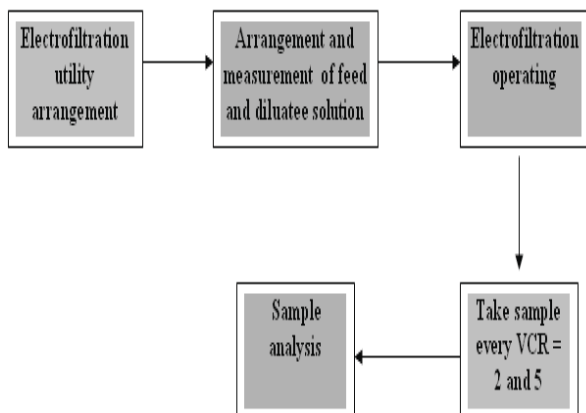 Electrofiltration
utility
arrangement
Arrangement and
measurement of feed
and diluatee solution
Electrofiltration
operating
Take sample
every VCR =
2 and 5
Sample
analysis